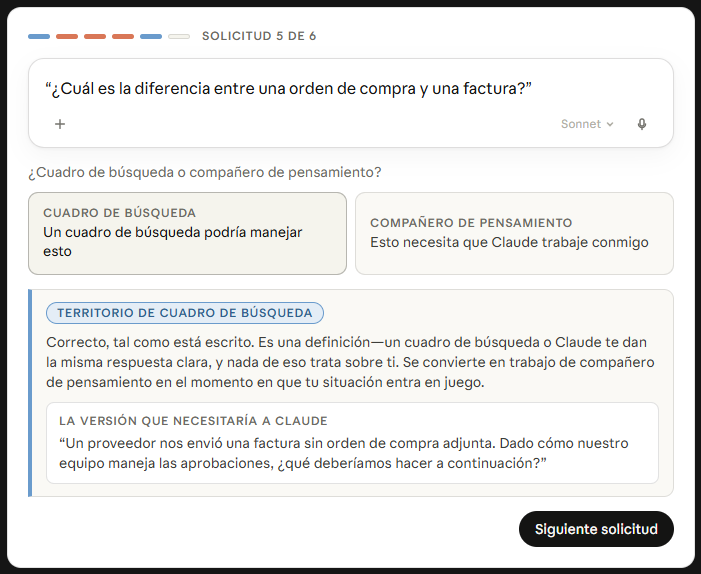 SOLICITUD 5 DE 6
“¿Cuál es la diferencia entre una orden de compra y una factura?”
Sonnet
¿Cuadro de búsqueda o compañero de pensamiento?
CUADRO DE BÚSQUEDA
Un cuadro de búsqueda podría manejar
esto
COMPAÑERO DE PENSAMIENTO
Esto necesita que Claude trabaje conmigo
TERRITORIO DE CUADRO DE BÚSQUEDA
Correcto, tal como está escrito. Es una definición—un cuadro de búsqueda o Claude te dan
la misma respuesta clara, y nada de eso trata sobre ti. Se convierte en trabajo de compañero
de pensamiento en el momento en que tu situación entra en juego.
LA VERSIÓN QUE NECESITARÍA A CLAUDE
“Un proveedor nos envió una factura sin orden de compra adjunta. Dado cómo nuestro
equipo maneja las aprobaciones, ¿qué deberíamos hacer a continuación?”
Siguiente solicitud